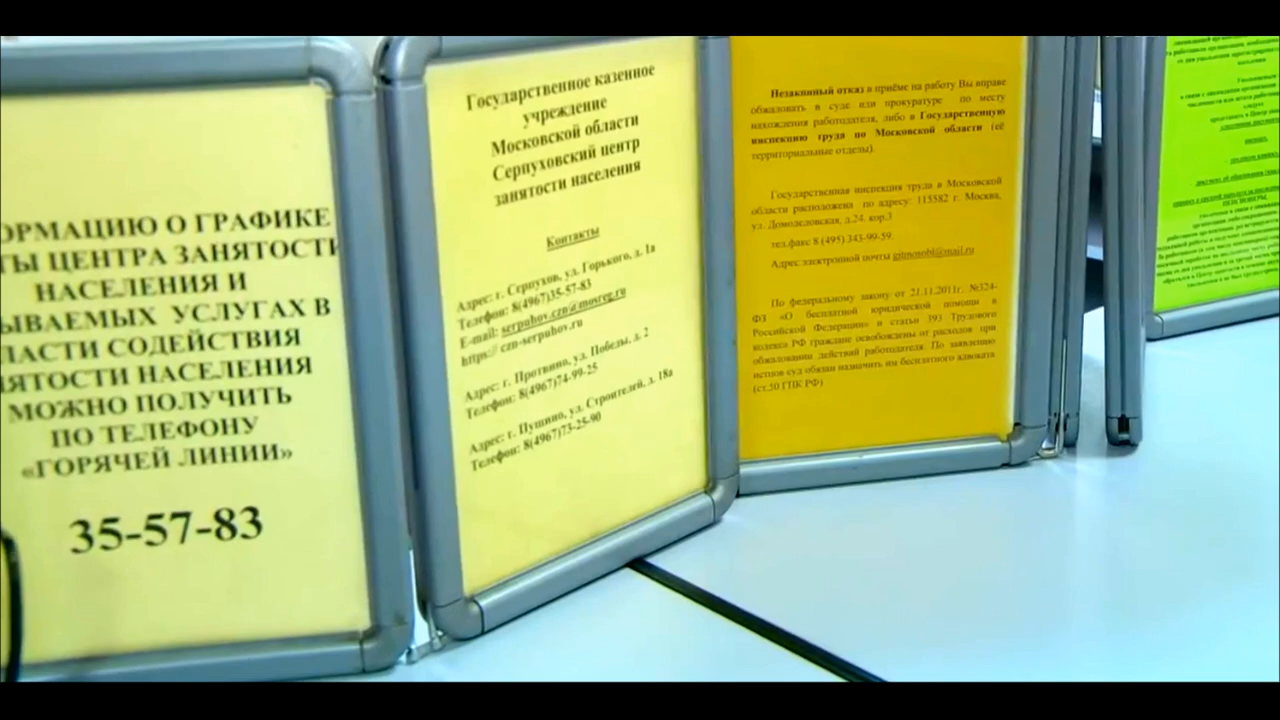 ОРМАЦИЮ О ГРАФИКЕ
ТЫ ЦЕНТРА ЗАНЯТОСТИ
НАСЕЛЕНИЯ И
ЫВАЕМЫХ УСЛУГАХ В
ЛАСТИ СОДЕЙСТВИЯ
НЯТОСТИ НАСЕЛЕНИЯ
МОЖНО ПОЛУЧИТЬ
ПО ТЕЛЕФОНУ
«ГОРЯЧЕЙ ЛИНИИ»
35-57-83
Государственное казенное
учреждение
Московской области
Серпуховский центр
занятости населения
Контакты
Адрес: г. Серпухов, ул. Горького, д. 1а
Телефон: 8(4967)35-57-83
E-mail: serpuhov.czn@mosreg.ru
https:// czn-serpuhov.ru
Адрес: г. Протвино, ул. Победы, д. 2
Телефон: 8(4967)74-99-25
Адрес: г. Пущино, ул. Строителей, д. 18а
Телефон: 8(4967)73-25-90
Незаконный отказ в приёме на работу Вы вправе
обжаловать в суде или прокуратуре по месту
нахождения работодателя, либо в Государственную
инспекцию труда по Московской области (её
территориальные отделы).
Государственная инспекция труда в Московской
области расположена по адресу: 115582 г. Москва,
ул. Домодедовская, д.24. кор.3
тел.факс 8 (495) 343-99-59.
Адрес электронной почты gitmosobl@mail.ru
По федеральному закону от 21.11.2011г. №324-
ФЗ «О бесплатной юридической помощи в
Российской Федерации» и статьи 393 Трудового
кодекса РФ граждане освобождены от расходов при
обжаловании действий работодателя. По заявлению
истцов суд обязан назначить им бесплатного адвоката
(ст.50 ГПК РФ)